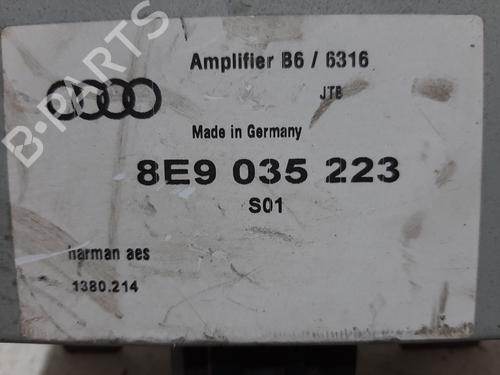 B-PARTS
Amplifier B6 / 6316
JTB
Made in Germany
8E9 035 223
S01
harman aes
1380.214